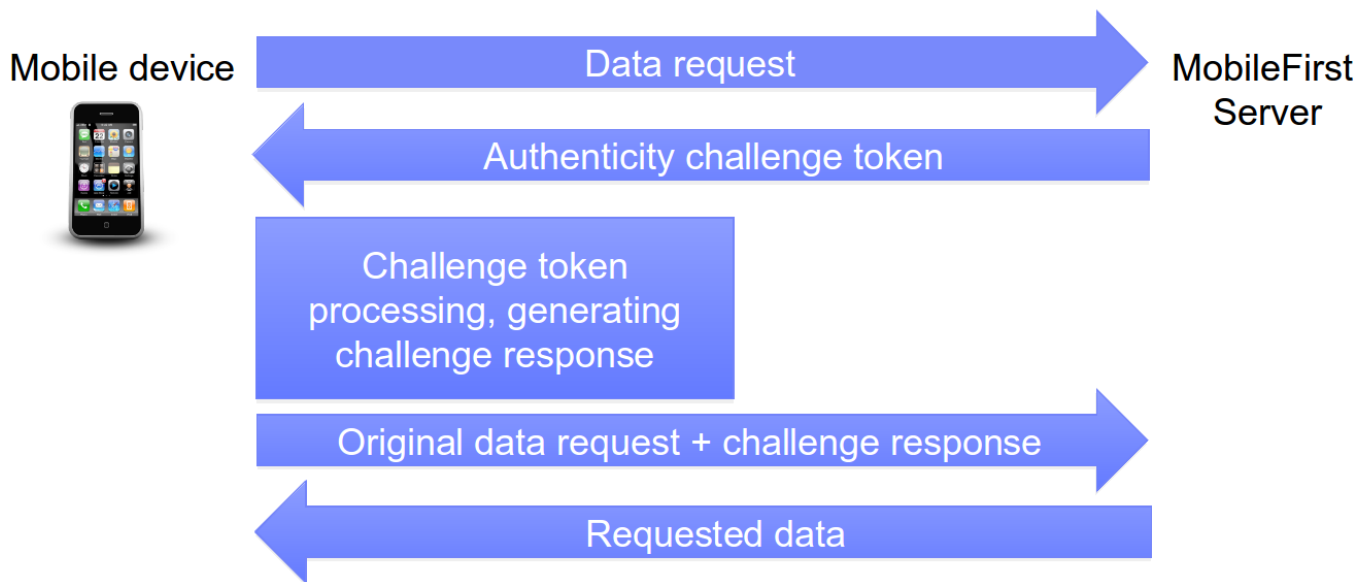 Data request
Mobile device
MobileFirst
Server
Authenticity challenge token
Challenge token
processing, generating
challenge response
Original data request + challenge response
Requested data